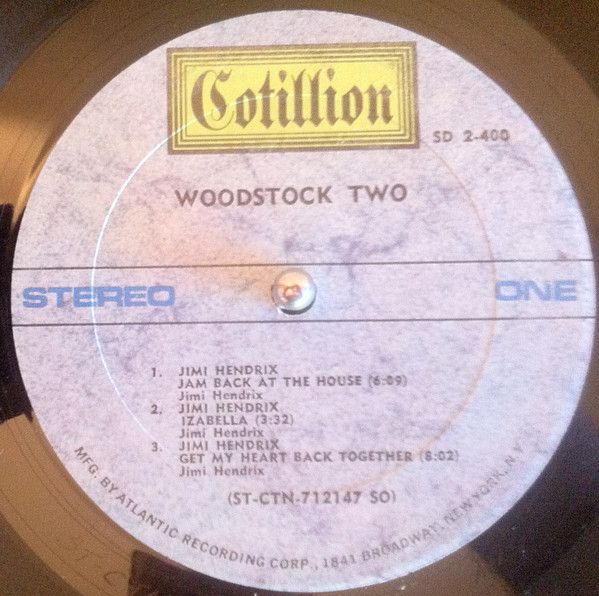 Cotillion
SD 2-400
WOODSTOCK TWO
STEREO
ONE
1. JIMI HENDRIX
JAM BACK AT THE HOUSE (6:09)
Jimi Hendrix
2. JIMI HENDRIX
IZABELLA (3:32)
Jimi Hendrix
3. JIMI HENDRIX
GET MY HEART BACK TOGETHER (8:02)
Jimi Hendrix
(ST-CTN-712147 SO)
MFG. BY ATLANTIC RECORDING CORP., 1841 BROADWAY, NEW YORK, N.Y.